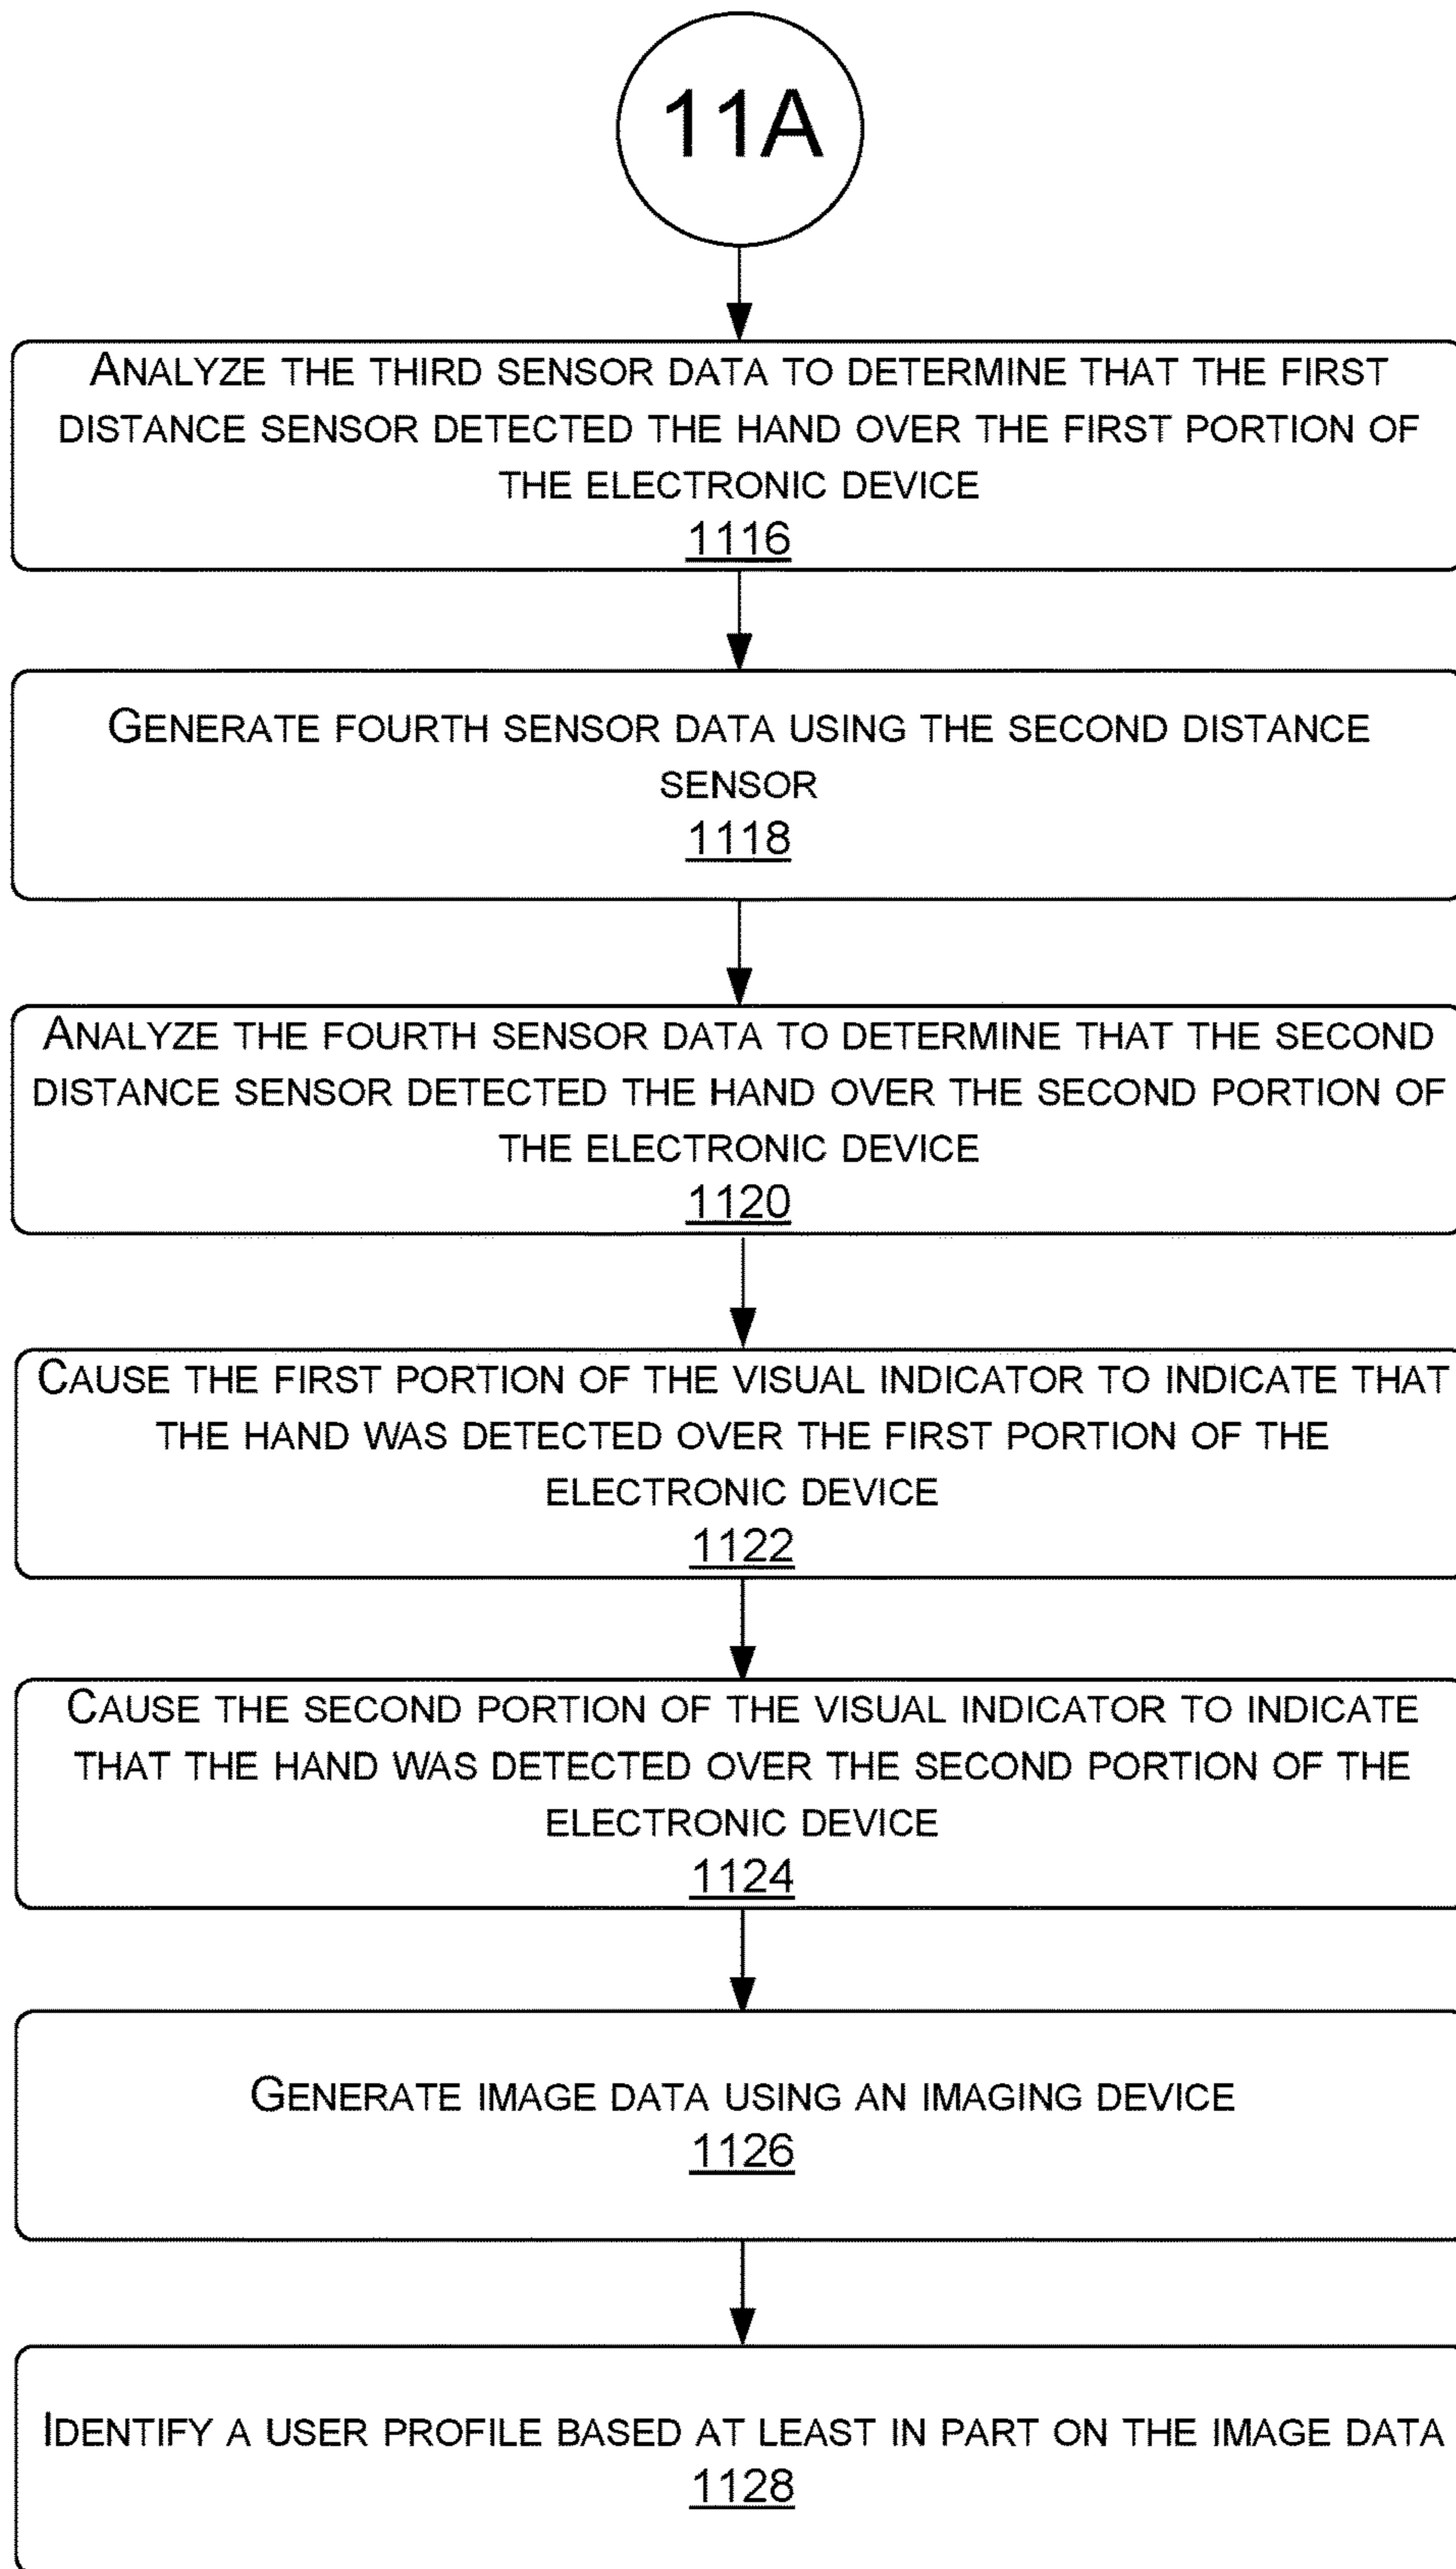 11A
ANALYZE THE THIRD SENSOR DATA TO DETERMINE THAT THE FIRST
DISTANCE SENSOR DETECTED THE HAND OVER THE FIRST PORTION OF
THE ELECTRONIC DEVICE
1116
GENERATE FOURTH SENSOR DATA USING THE SECOND DISTANCE
SENSOR
1118
ANALYZE THE FOURTH SENSOR DATA TO DETERMINE THAT THE SECOND
DISTANCE SENSOR DETECTED THE HAND OVER THE SECOND PORTION OF
THE ELECTRONIC DEVICE
1120
CAUSE THE FIRST PORTION OF THE VISUAL INDICATOR TO INDICATE THAT
THE HAND WAS DETECTED OVER THE FIRST PORTION OF THE
ELECTRONIC DEVICE
1122
CAUSE THE SECOND PORTION OF THE VISUAL INDICATOR TO INDICATE
THAT THE HAND WAS DETECTED OVER THE SECOND PORTION OF THE
ELECTRONIC DEVICE
1124
GENERATE IMAGE DATA USING AN IMAGING DEVICE
1126
IDENTIFY A USER PROFILE BASED AT LEAST IN PART ON THE IMAGE DATA
1128